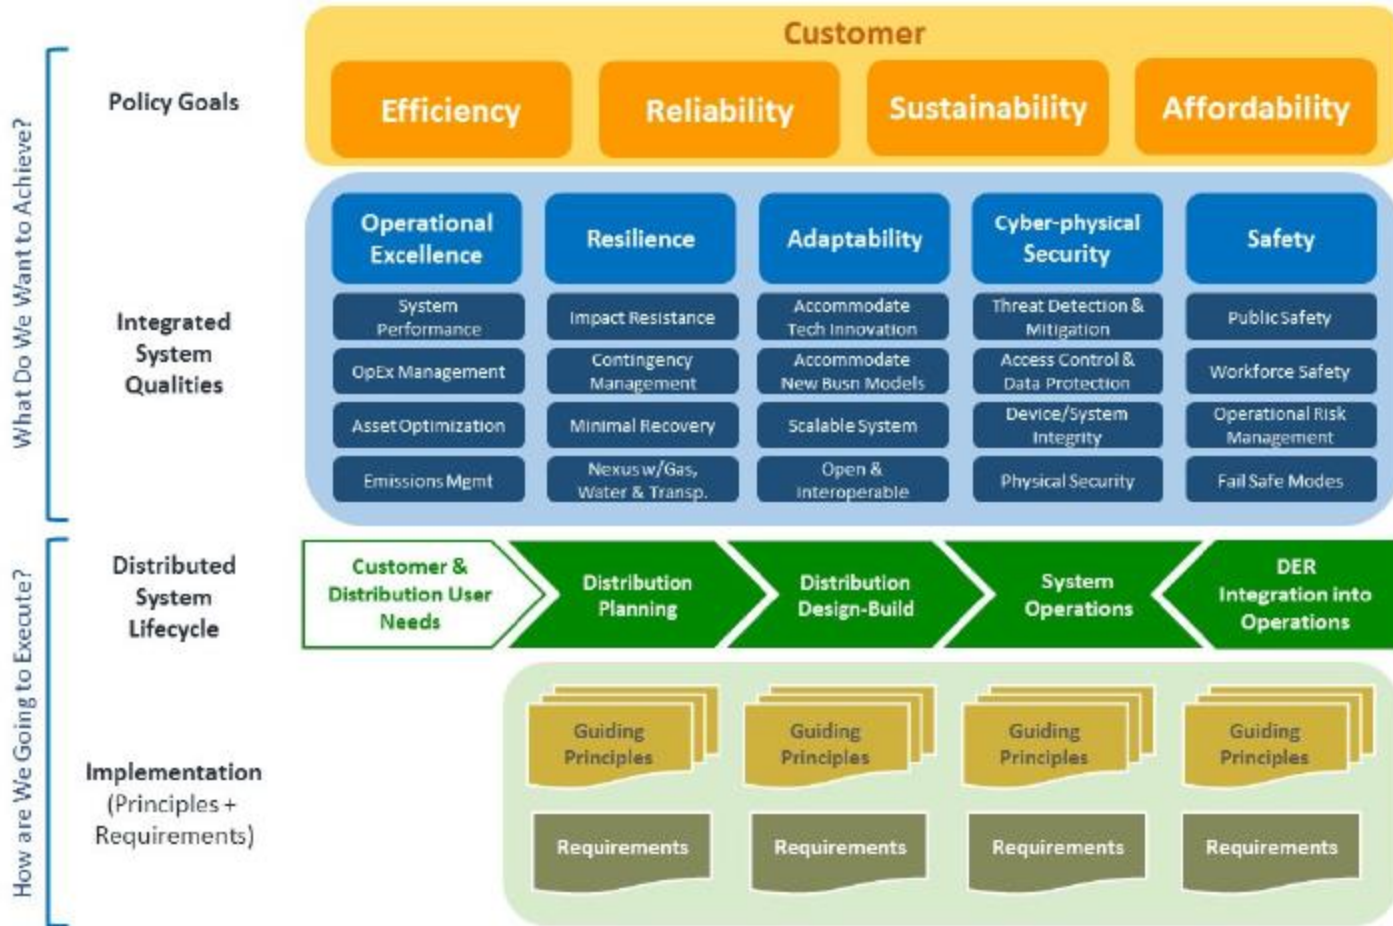 What Do We Want to Achieve?
Policy Goals
Customer
Efficiency
Reliability
Sustainability
Affordability
Integrated
System
Qualities
Operational
Excellence
System
Performance
OpEx Management
Asset Optimization
Emissions Mgmt
Resilience
Impact Resistance
Contingency
Management
Minimal Recovery
Nexus w/Gas,
Water & Transp.
Adaptability
Accommodate
Tech Innovation
Accommodate
New Busn Models
Scalable System
Open &
Interoperable
Cyber-physical
Security
Threat Detection &
Mitigation
Access Control &
Data Protection
Device/System
Integrity
Physical Security
Safety
Public Safety
Workforce Safety
Operational Risk
Management
Fail Safe Modes
How are We Going to Execute?
Distributed
System
Lifecycle
Customer &
Distribution User
Needs
Distribution
Planning
Distribution
Design-Build
System
Operations
DER
Integration into
Operations
Implementation
(Principles +
Requirements)
Guiding
Principles
Guiding
Principles
Guiding
Principles
Guiding
Principles
Requirements
Requirements
Requirements
Requirements